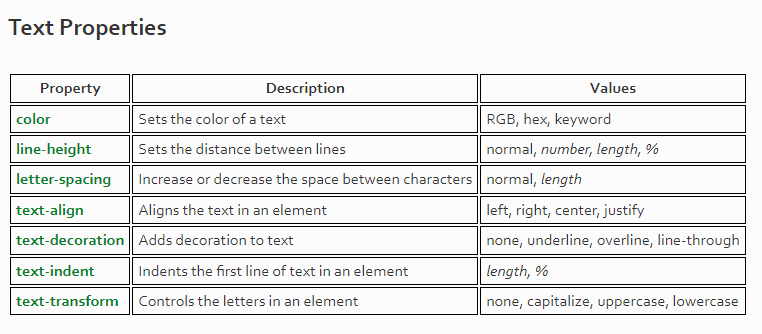 Text Properties
Property Description Values
color Sets the color of a text RGB, hex, keyword
line-height Sets the distance between lines normal, number, length, %
letter-spacing Increase or decrease the space between characters normal, length
text-align Aligns the text in an element left, right, center, justify
text-decoration Adds decoration to text none, underline, overline, line-through
text-indent Indents the first line of text in an element length, %
text-transform Controls the letters in an element none, capitalize, uppercase, lowercase